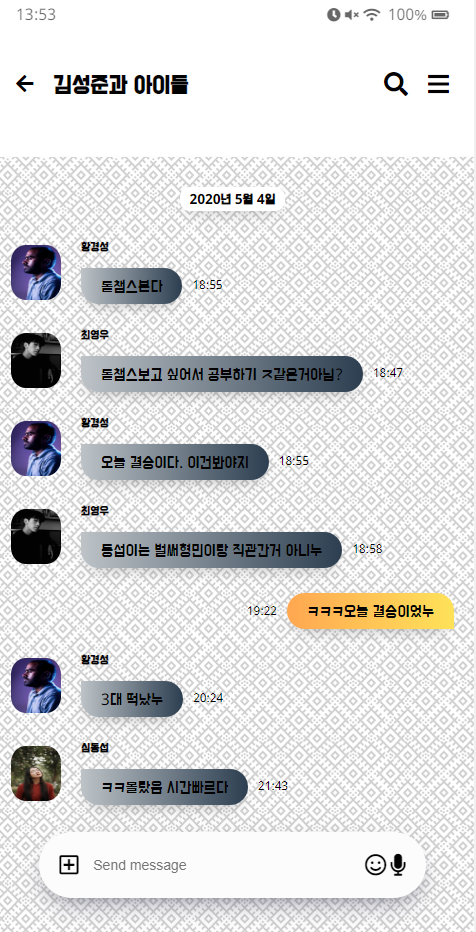 13:53
100%
김성준과 아이들
2020년 5월 4일
황경성
롤챔스본다
18:55
최영우
롤챔스보고 싶어서 공부하기 ㅈ같은거아님?
18:47
황경성
오늘 결승이다. 이건봐야지
18:55
최영우
동섭이는 벌써형민이랑 직관간거 아니누
18:58
19:22
ㅋㅋㅋ오늘 결승이었누
황경성
3대 떡났누
20:24
심동섭
ㅋㅋ몰랐음 시간빠르다
21:43
Send message